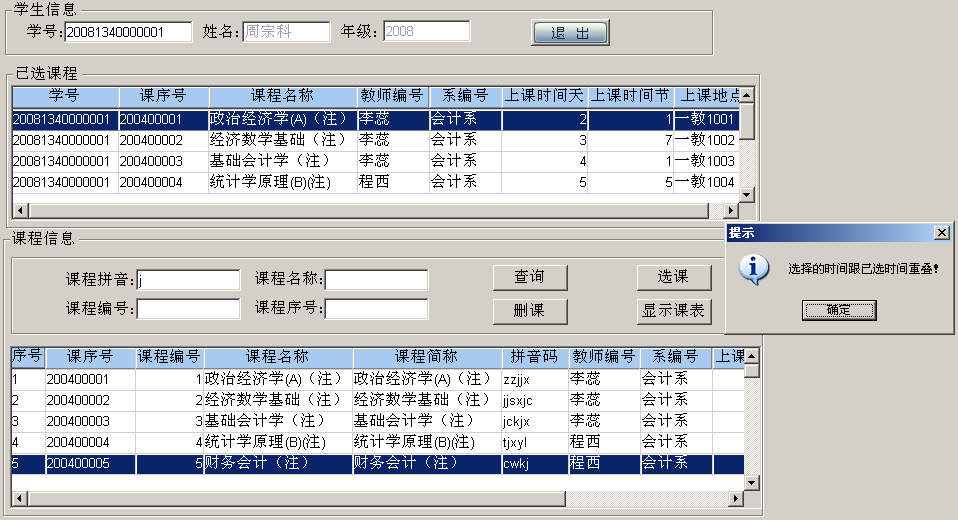 学生信息
学号: 20081340000001 姓名: 周宗科 年级: 2008 退 出
已选课程
学号 课序号 课程名称 教师编号 系编号 上课时间天 上课时间节 上课地点
20081340000001 200400001 政治经济学(A)（注） 李蕊 会计系 2 1 一教1001
20081340000001 200400002 经济数学基础（注） 李蕊 会计系 3 7 一教1002
20081340000001 200400003 基础会计学（注） 李蕊 会计系 4 1 一教1003
20081340000001 200400004 统计学原理(B)(注) 程西 会计系 5 5 一教1004
课程信息
提示
课程拼音: j 课程名称: 查询 选课
选择的时间跟已选时间重叠!
课程编号: 课程序号: 删课 显示课表
确定
序号 课序号 课程编号 课程名称 课程简称 拼音码 教师编号 系编号 上课
1 200400001 1 政治经济学(A)（注） 政治经济学(A)（注） zzjjx 李蕊 会计系
2 200400002 2 经济数学基础（注） 经济数学基础（注） jjsxjc 李蕊 会计系
3 200400003 3 基础会计学（注） 基础会计学（注） jckjx 李蕊 会计系
4 200400004 4 统计学原理(B)(注) 统计学原理(B)(注) tjxyl 程西 会计系
5 200400005 5 财务会计（注） 财务会计（注） cwkj 程西 会计系